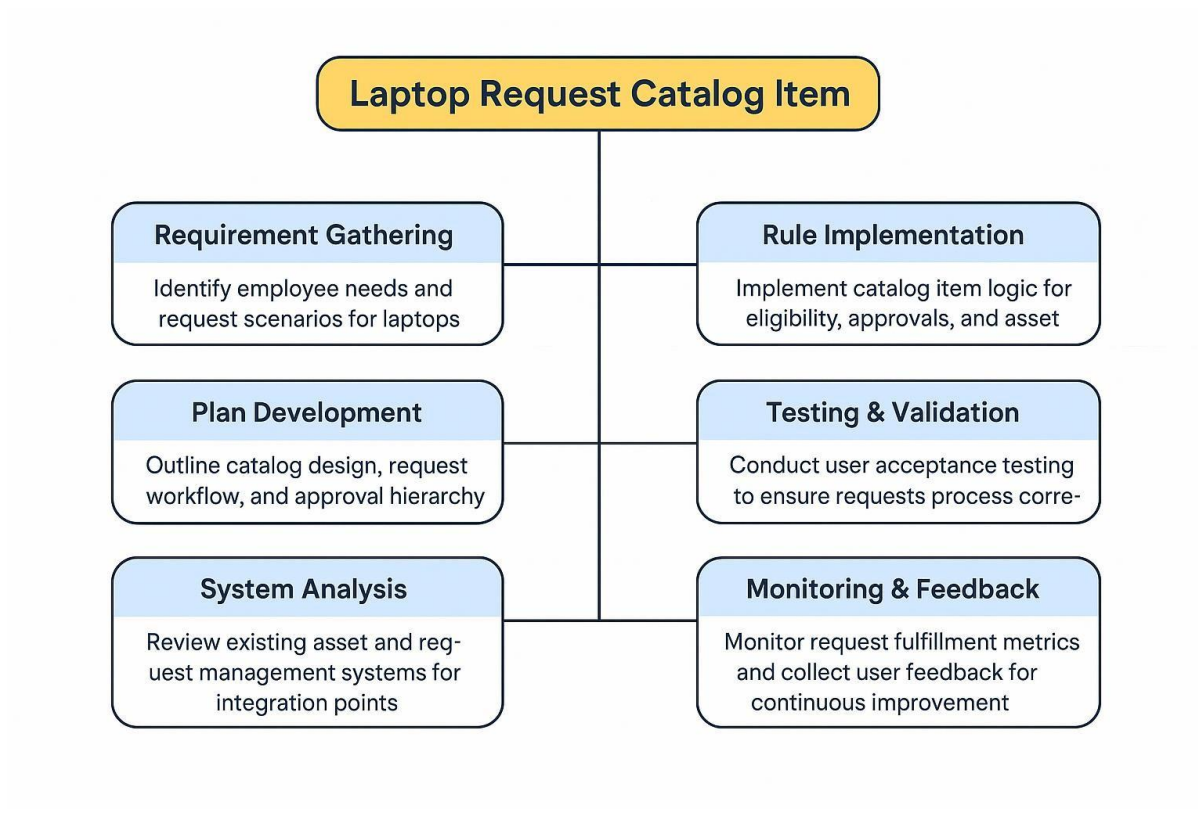 Laptop Request Catalog Item
Requirement Gathering
Identify employee needs and
request scenarios for laptops
Plan Development
Outline catalog design, request
workflow, and approval hierarchy
System Analysis
Review existing asset and req-
uest management systems for
integration points
Rule Implementation
Implement catalog item logic for
eligibility, approvals, and asset
Testing & Validation
Conduct user acceptance testing
to ensure requests process corre-
Monitoring & Feedback
Monitor request fulfillment metrics
and collect user feedback for
continuous improvement